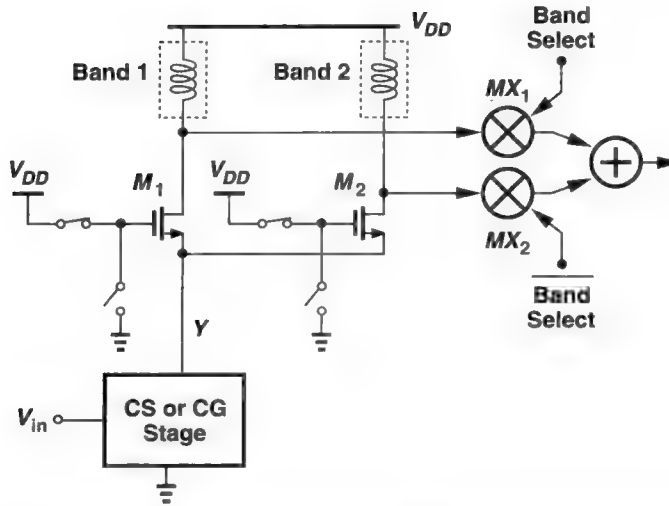 V_DD
Band 1
Band 2
Band
Select
MX_1
V_DD
M_1
V_DD
M_2
MX_2
Band
Select
Y
V_in
CS or CG
Stage